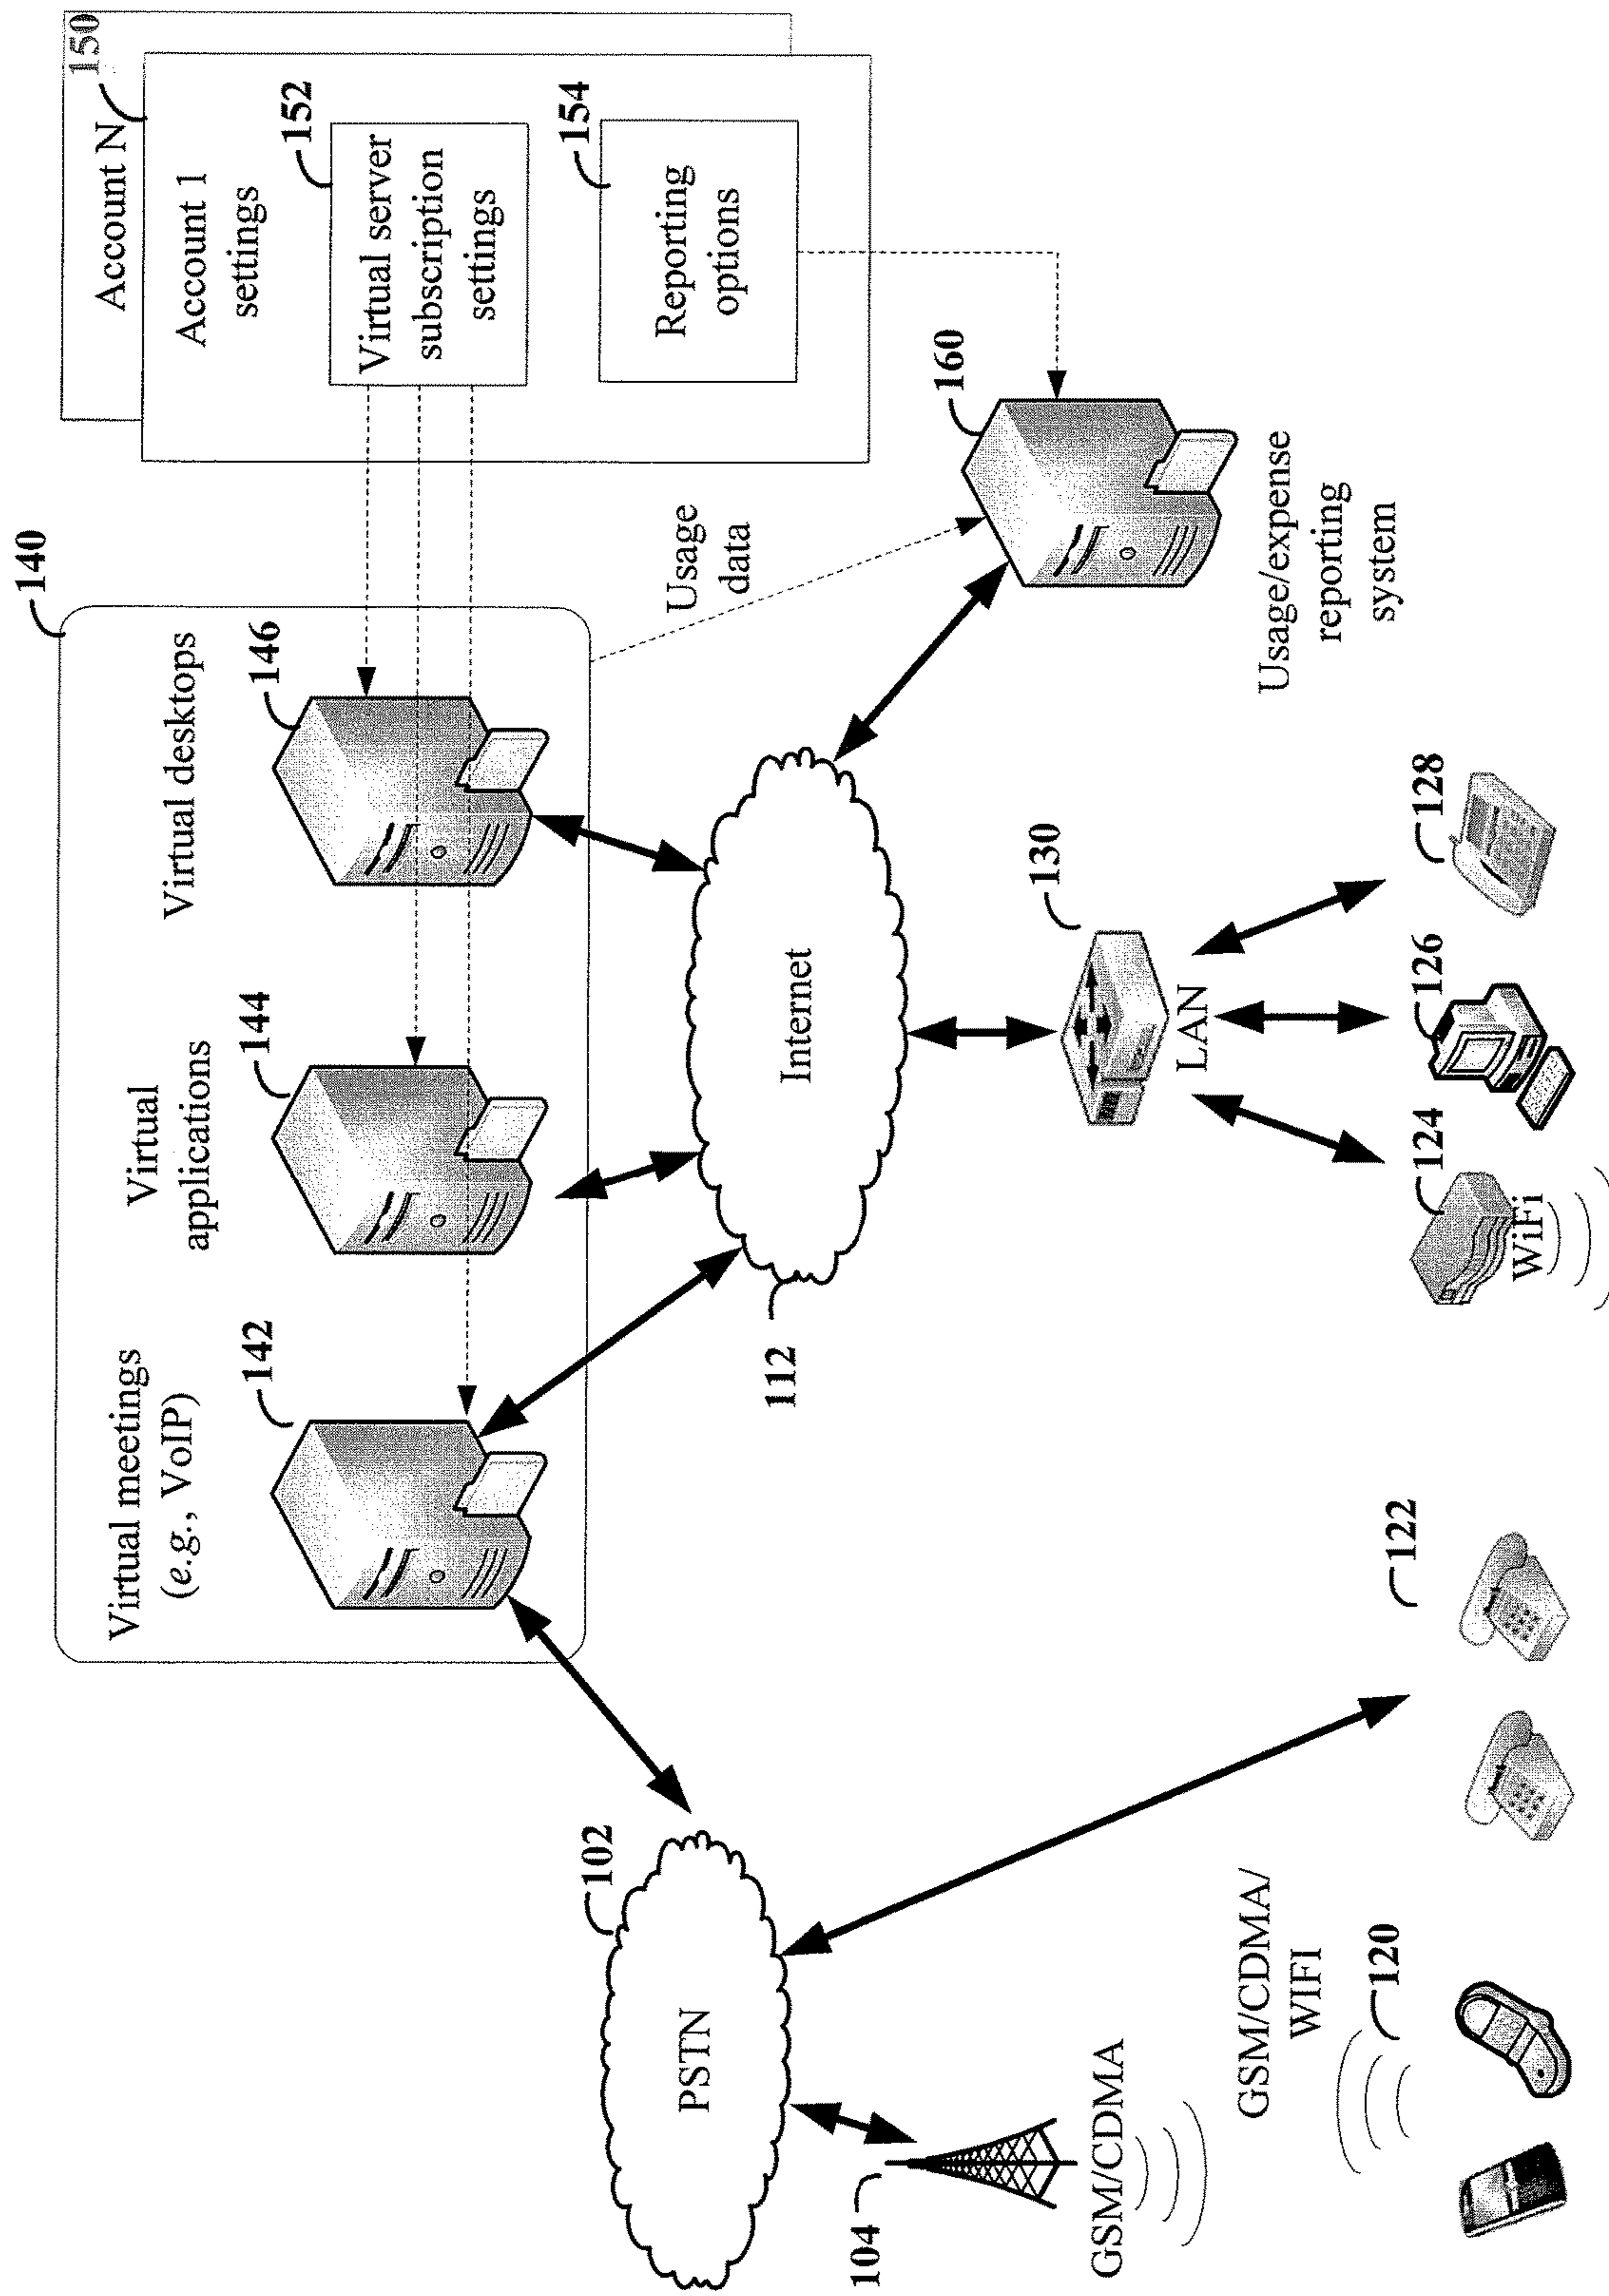 140
150
Virtual meetings
(e.g., VoIP)
Virtual
applications
Virtual desktops
Account N
Account 1
settings
142
144
146
152
Virtual server
subscription
settings
154
Reporting
options
102
PSTN
112
Internet
Usage
data
160
104
GSM/CDMA
130
LAN
Usage/expense
reporting
system
GSM/CDMA/
WIFI
120
122
124
126
128
WiFi